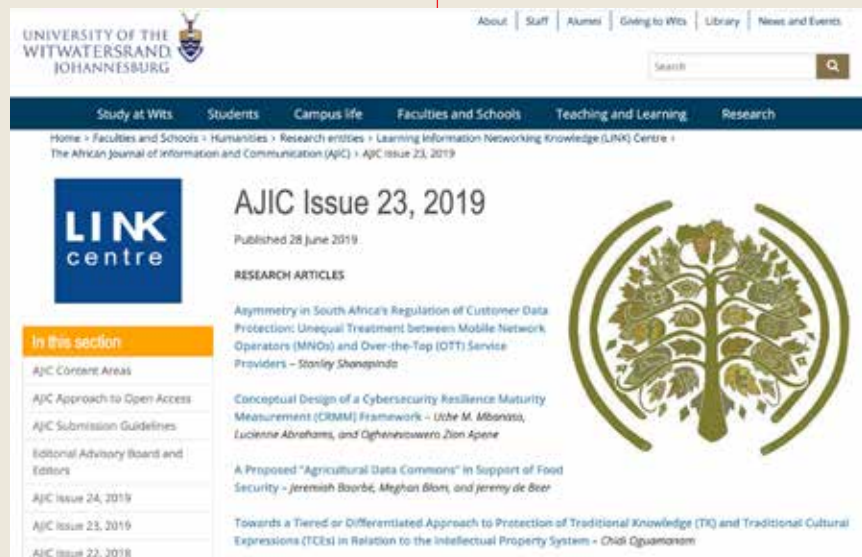 About | Staff | Alumni | Giving to Wits | Library | News and Events
UNIVERSITY OF THE
WITWATERSRAND,
JOHANNESBURG
Search
Study at Wits Students Campus life Faculties and Schools Teaching and Learning Research
Home > Faculties and Schools > Humanities > Research entities > Learning Information Networking Knowledge (LINK) Centre >
The African Journal of Information and Communication (AJIC) > AJIC Issue 23, 2019
LINK
centre
AJIC Issue 23, 2019
Published 28 June 2019
RESEARCH ARTICLES
Asymmetry in South Africa's Regulation of Customer Data
Protection: Unequal Treatment between Mobile Network
Operators (MNOs) and Over-the-Top (OTT) Service
Providers – Stanley Shanapinda
Conceptual Design of a Cybersecurity Resilience Maturity
Measurement (CRMM) Framework – Uche M. Mbanaso,
Lucienne Abrahams, and Oghenevovwero Zion Apene
A Proposed "Agricultural Data Commons" in Support of Food
Security – Jeremiah Baarbé, Meghan Blom, and Jeremy de Beer
Towards a Tiered or Differentiated Approach to Protection of Traditional Knowledge (TK) and Traditional Cultural
Expressions (TCEs) in Relation to the Intellectual Property System – Chidi Oguamanam
In this section
AJIC Content Areas
AJIC Approach to Open Access
AJIC Submission Guidelines
Editorial Advisory Board and
Editors
AJIC Issue 24, 2019
AJIC Issue 23, 2019
AJIC Issue 22, 2018